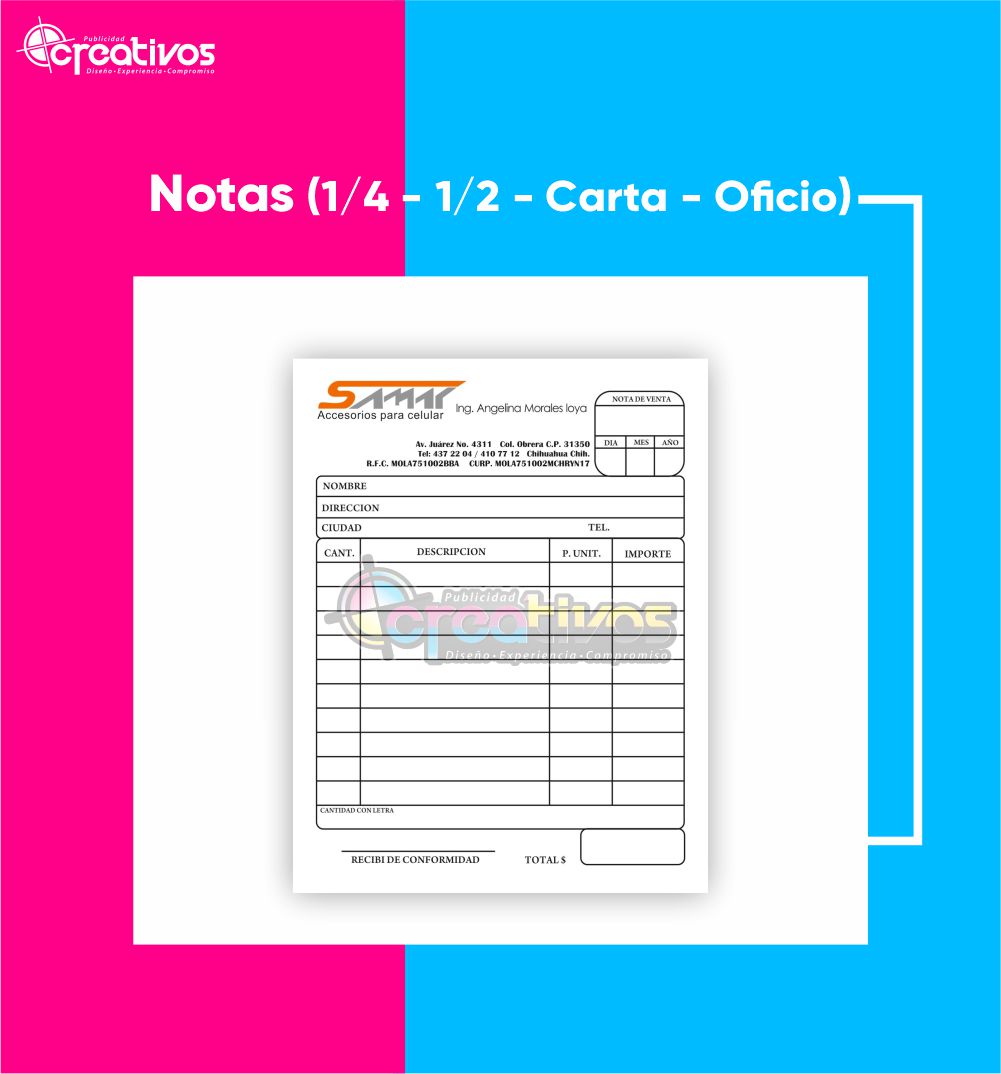 Publicidad
creativos
Diseño · Experiencia · Compromiso
Notas (1/4 - 1/2 - Carta - Oficio)
SAMAY
Accesorios para celular
Ing. Angelina Morales loya
NOTA DE VENTA
DIA MES AÑO
Av. Juárez No. 4311 Col. Obrera C.P. 31350
Tel: 437 22 04 / 410 77 12 Chihuahua Chih.
R.F.C. MOLA751002BBA CURP. MOLA751002MCHRYN17
NOMBRE
DIRECCION
CIUDAD TEL.
CANT. DESCRIPCION P. UNIT. IMPORTE
Publicidad
creativos
Diseño · Experiencia · Compromiso
CANTIDAD CON LETRA
RECIBI DE CONFORMIDAD TOTAL $